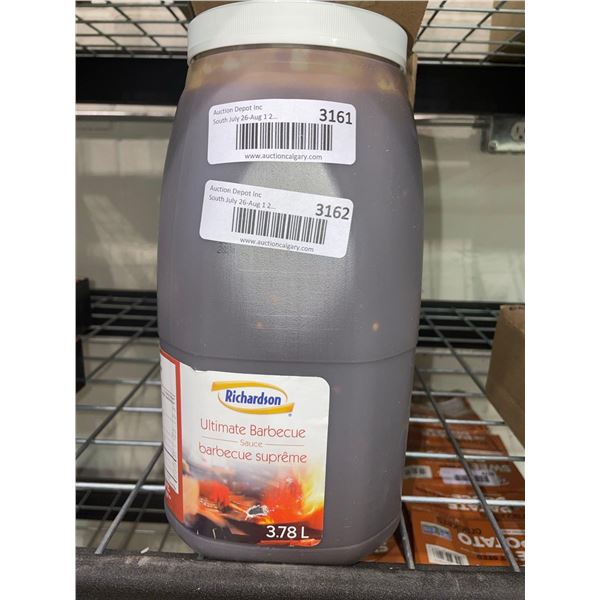 Auction Depot Inc
South July 26-Aug 1 2...
3161
www.auctioncalgary.com
Auction Depot Inc
South July 26-Aug 1 2...
3162
www.auctioncalgary.com
Richardson
Ultimate Barbecue
Sauce
barbecue suprême
3.78 L